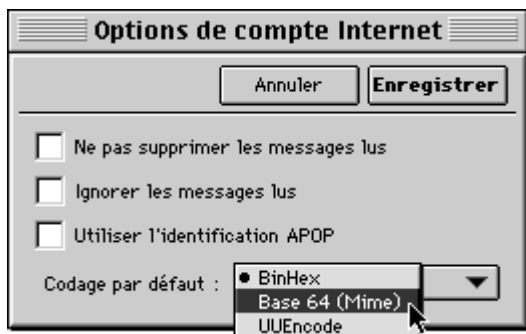 Options de compte Internet
Annuler Enregistrer
Ne pas supprimer les messages lus
Ignorer les messages lus
Utiliser l'identification APOP
Codage par défaut : • BinHex
Base 64 (Mime)
UUEncode